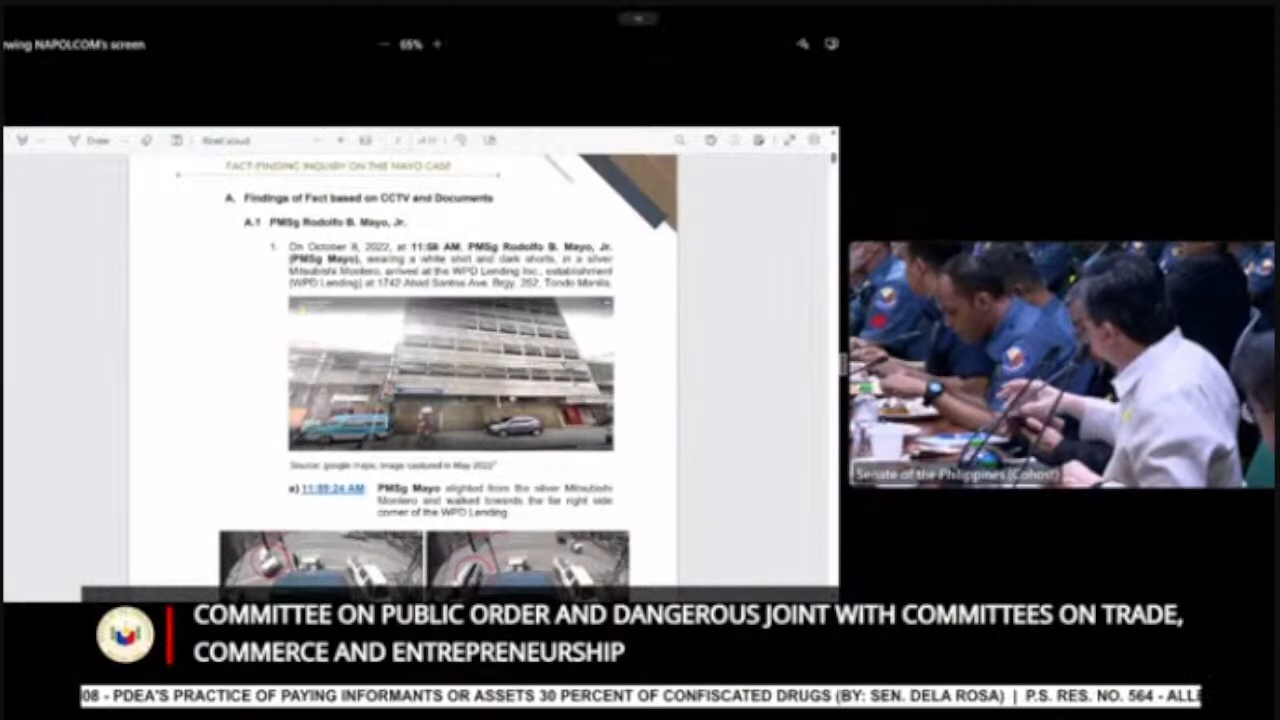 wing NAPOLCOM's screen
65%
Draw
Read aloud
FACT-FINDING INQUIRY ON THE MAYO CASE
A. Findings of Fact based on CCTV and Documents
A.1 PMSg Rodolfo B. Mayo, Jr.
1. On October 8, 2022, at 11:58 AM, PMSg Rodolfo B. Mayo, Jr.
(PMSg Mayo), wearing a white shirt and dark shorts, in a silver
Mitsubishi Montero, arrived at the WPD Lending Inc., establishment
(WPD Lending) at 1742 Abad Santos Ave. Brgy. 252, Tondo Manila.
Source: google maps; image captured in May 2022
a) 11:59:24 AM: PMSg Mayo alighted from the silver Mitsubishi
Montero and walked towards the far right side
corner of the WPD Lending
Senate of the Philippines (Cohost)
COMMITTEE ON PUBLIC ORDER AND DANGEROUS JOINT WITH COMMITTEES ON TRADE,
COMMERCE AND ENTREPRENEURSHIP
08 - PDEA'S PRACTICE OF PAYING INFORMANTS OR ASSETS 30 PERCENT OF CONFISCATED DRUGS (BY: SEN. DELA ROSA) | P.S. RES. NO. 564 - ALL